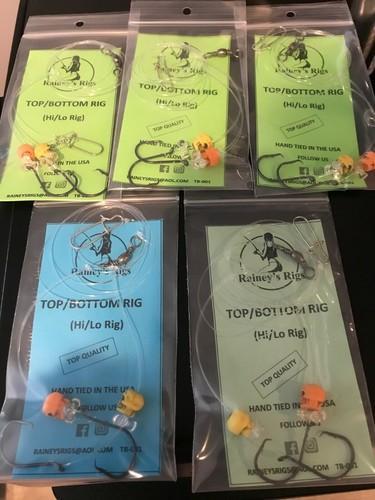 Rainey's Rigs
TOP/BOTTOM RIG
(Hi/Lo Rig)
TOP QUALITY
IN THE USA
FOLLOW US
RAINEYSRIGS@AOL.COM
Rainey's Rigs
TOP/BOTTOM RIG
(Hi/Lo Rig)
TOP QUALITY
HAND TIED IN THE USA
FOLLOW US
RAINEYSRIGS@AOL.COM TB-001
Rainey's Rigs
TOP/BOTTOM RIG
(Hi/Lo Rig)
TOP QUALITY
HAND TIED IN THE USA
FOLLOW US
RAINEYSRIGS@AOL.COM TB-001
Rainey's Rigs
TOP/BOTTOM RIG
(Hi/Lo Rig)
TOP QUALITY
HAND TIED IN THE USA
FOLLOW US
RAINEYSRIGS@AOL.COM TB-001
Rainey's Rigs
TOP/BOTTOM RIG
(Hi/Lo Rig)
TOP QUALITY
HAND TIED IN THE USA
FOLLOW
RAINEYSRIGS@AOL.COM TB-001